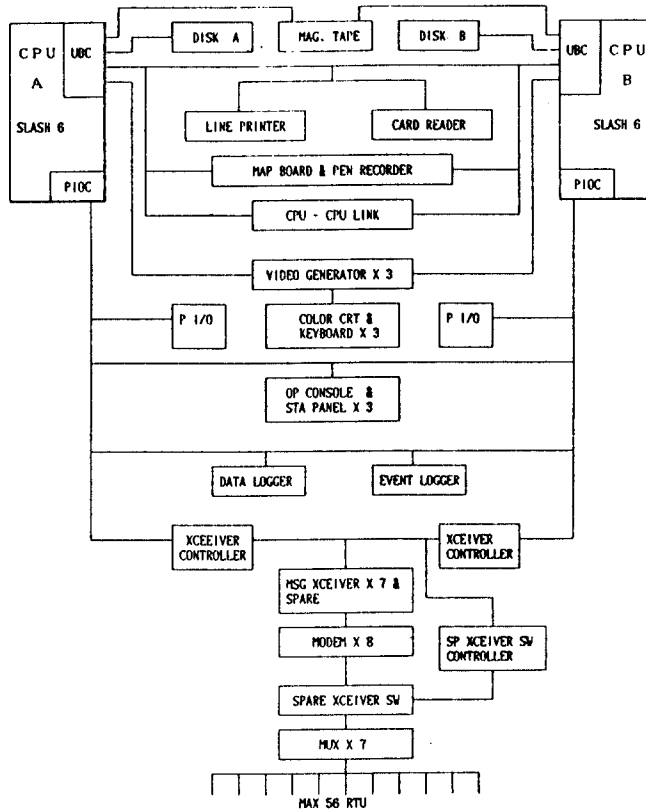 CPU
A
UBC
SLASH 6
PIOC
DISK A
MAG. TAPE
DISK B
UBC
CPU
B
SLASH 6
PIOC
LINE PRINTER
CARD READER
MAP BOARD & PEN RECORDER
CPU - CPU LINK
VIDEO GENERATOR X 3
P I/O
COLOR CRT &
KEYBOARD X 3
P I/O
OP CONSOLE &
STA PANEL X 3
DATA LOGGER
EVENT LOGGER
XCEEIVER
CONTROLLER
XCEIVER
CONTROLLER
MSG XCEIVER X 7 &
SPARE
MODEM X 8
SP XCEIVER SW
CONTROLLER
SPARE XCEIVER SW
MUX X 7
MAX 56 RTU